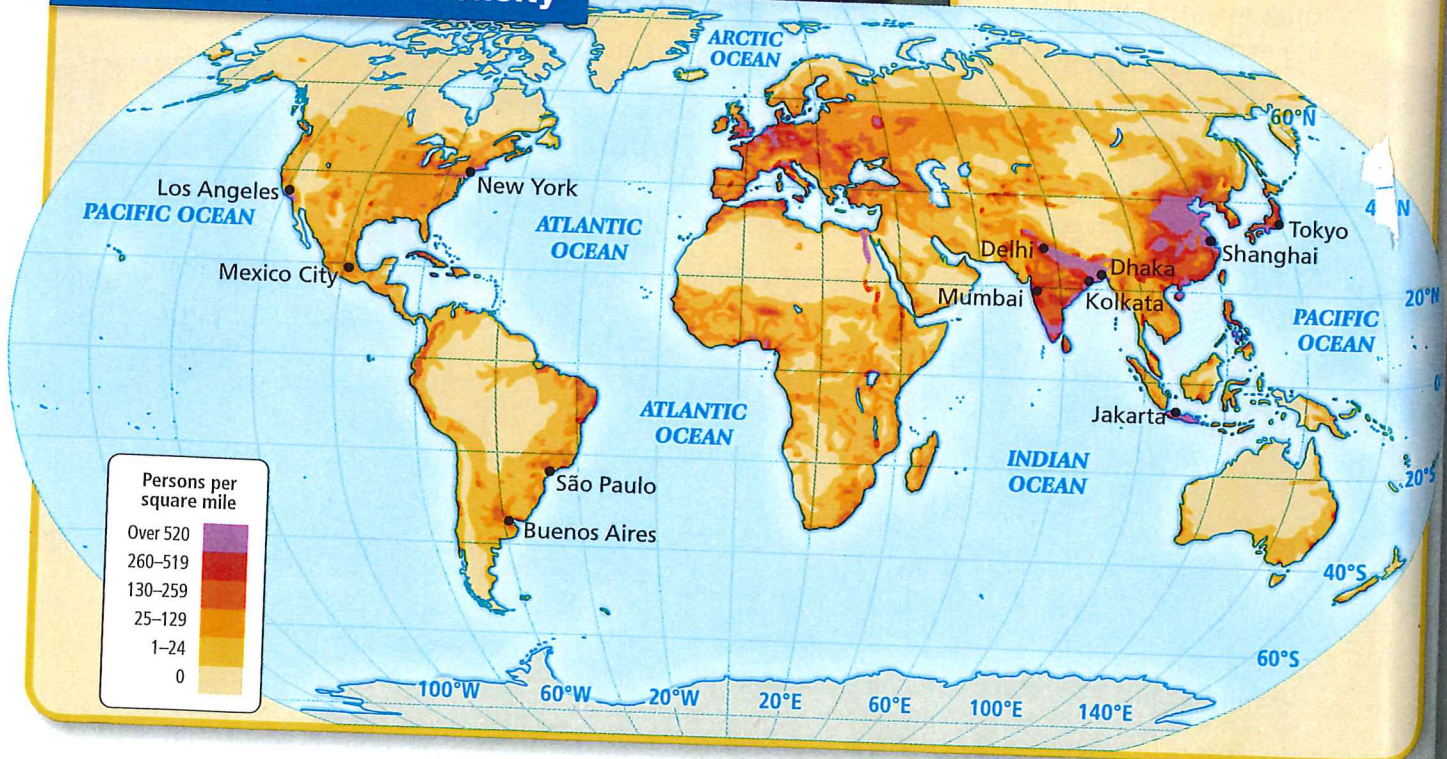 ARCTIC
OCEAN
60°N
Los Angeles
New York
PACIFIC OCEAN
ATLANTIC
OCEAN
N
Tokyo
Shanghai
Delhi
Dhaka
Mexico City
Mumbai
Kolkata
20°N
PACIFIC
OCEAN
0°
ATLANTIC
OCEAN
Jakarta
INDIAN
OCEAN
20°S
São Paulo
Buenos Aires
40°S
60°S
Persons per
square mile
Over 520
260–519
130–259
25–129
1–24
0
100°W
60°W
20°W
20°E
60°E
100°E
140°E